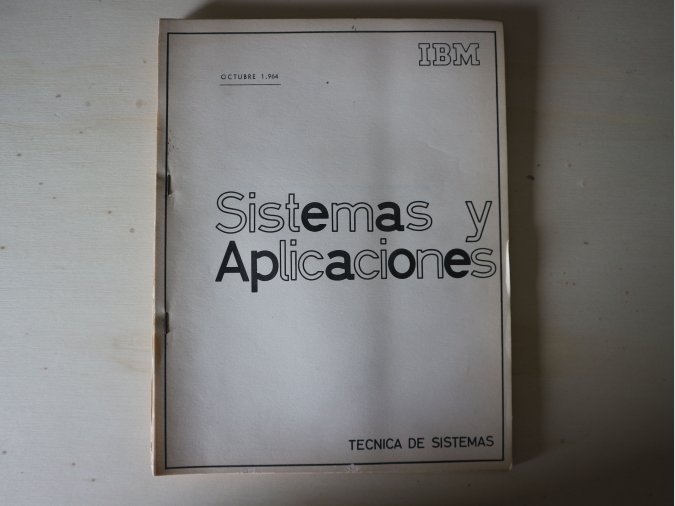 IBM
OCTUBRE 1.964
Sistemas y
Aplicaciones
TECNICA DE SISTEMAS